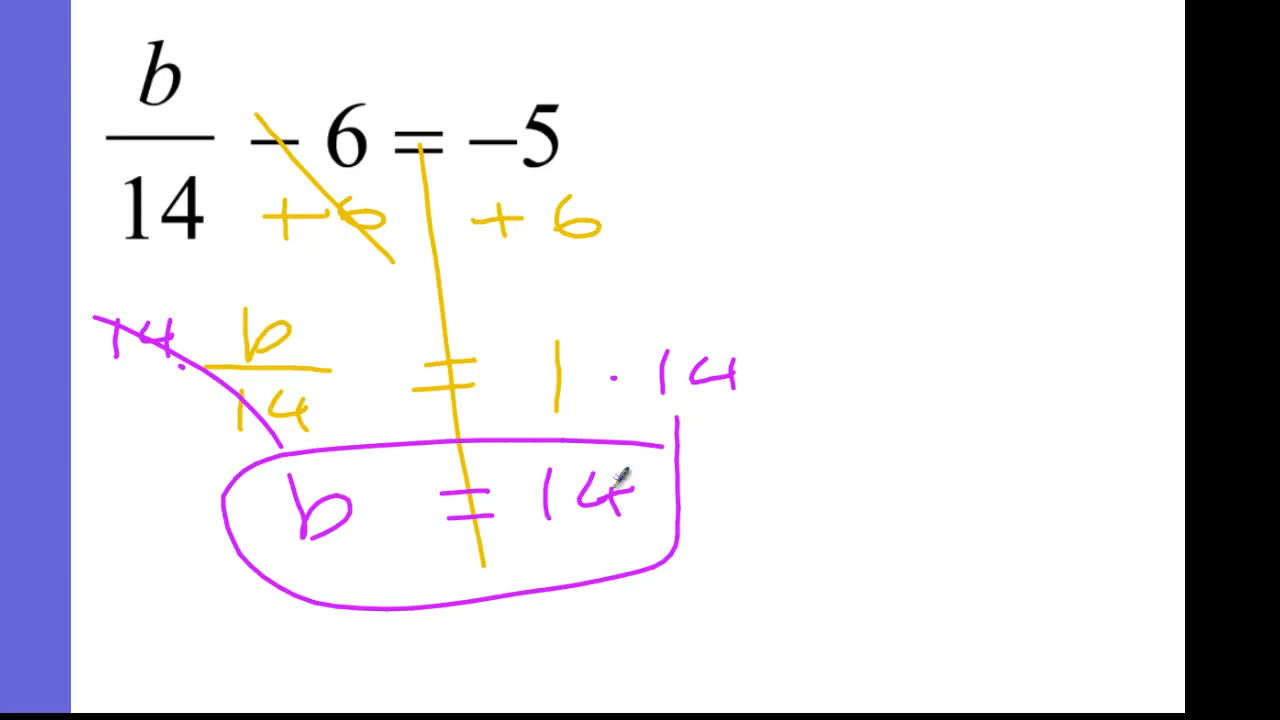 b/14 − 6 = −5
+ 6 + 6
14 · b/14 = 1 · 14
b = 14